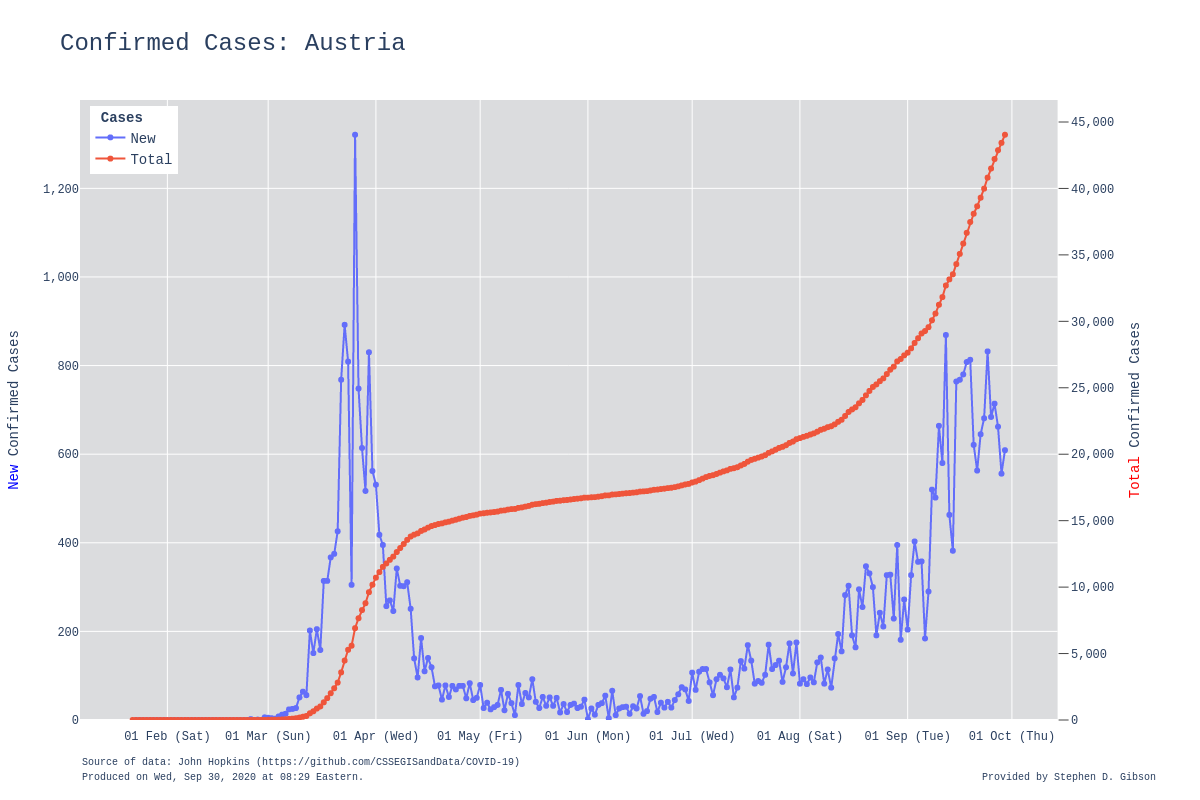 Confirmed Cases: Austria
Cases
New
Total
45,000
1,200
40,000
35,000
1,000
30,000
800
25,000
600
20,000
400
15,000
10,000
200
5,000
0
0
New Confirmed Cases
Total Confirmed Cases
01 Feb (Sat) 01 Mar (Sun) 01 Apr (Wed) 01 May (Fri) 01 Jun (Mon) 01 Jul (Wed) 01 Aug (Sat) 01 Sep (Tue) 01 Oct (Thu)
Source of data: John Hopkins (https://github.com/CSSEGISandData/COVID-19)
Produced on Wed, Sep 30, 2020 at 08:29 Eastern.
Provided by Stephen D. Gibson